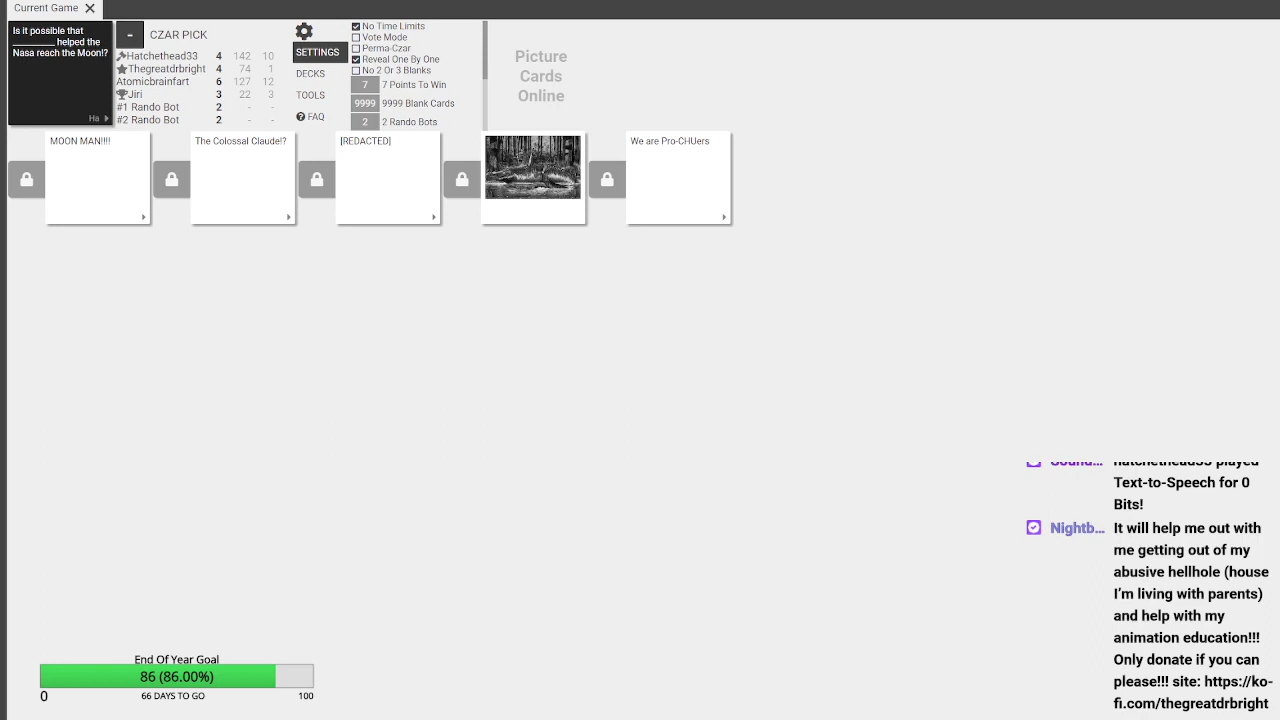 Current Game
Is it possible that
________ helped the
Nasa reach the Moon!?
Ha
-
CZAR PICK
Hatchethead33 4 142 10
Thegreatdrbright 4 74 1
Atomicbrainfart 6 127 12
Jiri 3 22 3
#1 Rando Bot 2 - -
#2 Rando Bot 2 - -
SETTINGS
DECKS
TOOLS
FAQ
No Time Limits
Vote Mode
Perma-Czar
Reveal One By One
No 2 Or 3 Blanks
7 7 Points To Win
9999 9999 Blank Cards
2 2 Rando Bots
Picture
Cards
Online
MOON MAN!!!!
The Colossal Claude!?
[REDACTED]
We are Pro-CHUers
Sound... hatchethead33 played
Text-to-Speech for 0
Bits!
Nightb... It will help me out with
me getting out of my
abusive hellhole (house
I'm living with parents)
and help with my
animation education!!!
Only donate if you can
please!!! site: https://ko-
fi.com/thegreatdrbright
End Of Year Goal
86 (86.00%)
0 66 DAYS TO GO 100